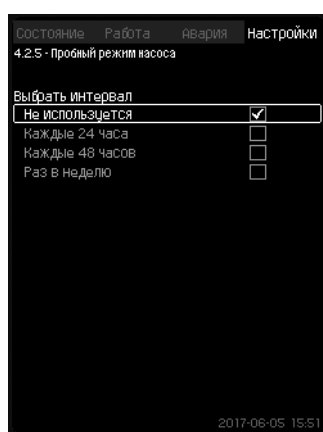 Состояние Работа Авария Настройки
4.2.5 - Пробный режим насоса
Выбрать интервал
Не используется
Каждые 24 часа
Каждые 48 часов
Раз в неделю
2017-06-05 15:51